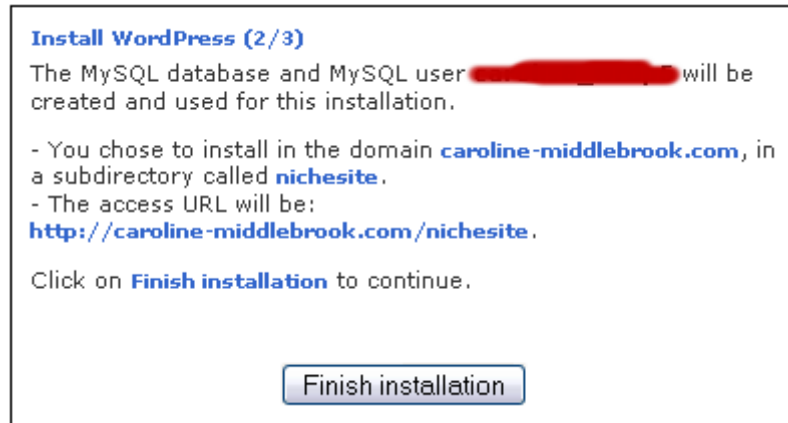 Install WordPress (2/3)
The MySQL database and MySQL user will be
created and used for this installation.
- You chose to install in the domain caroline-middlebrook.com, in
a subdirectory called nichesite.
- The access URL will be:
http://caroline-middlebrook.com/nichesite.
Click on Finish installation to continue.
Finish installation